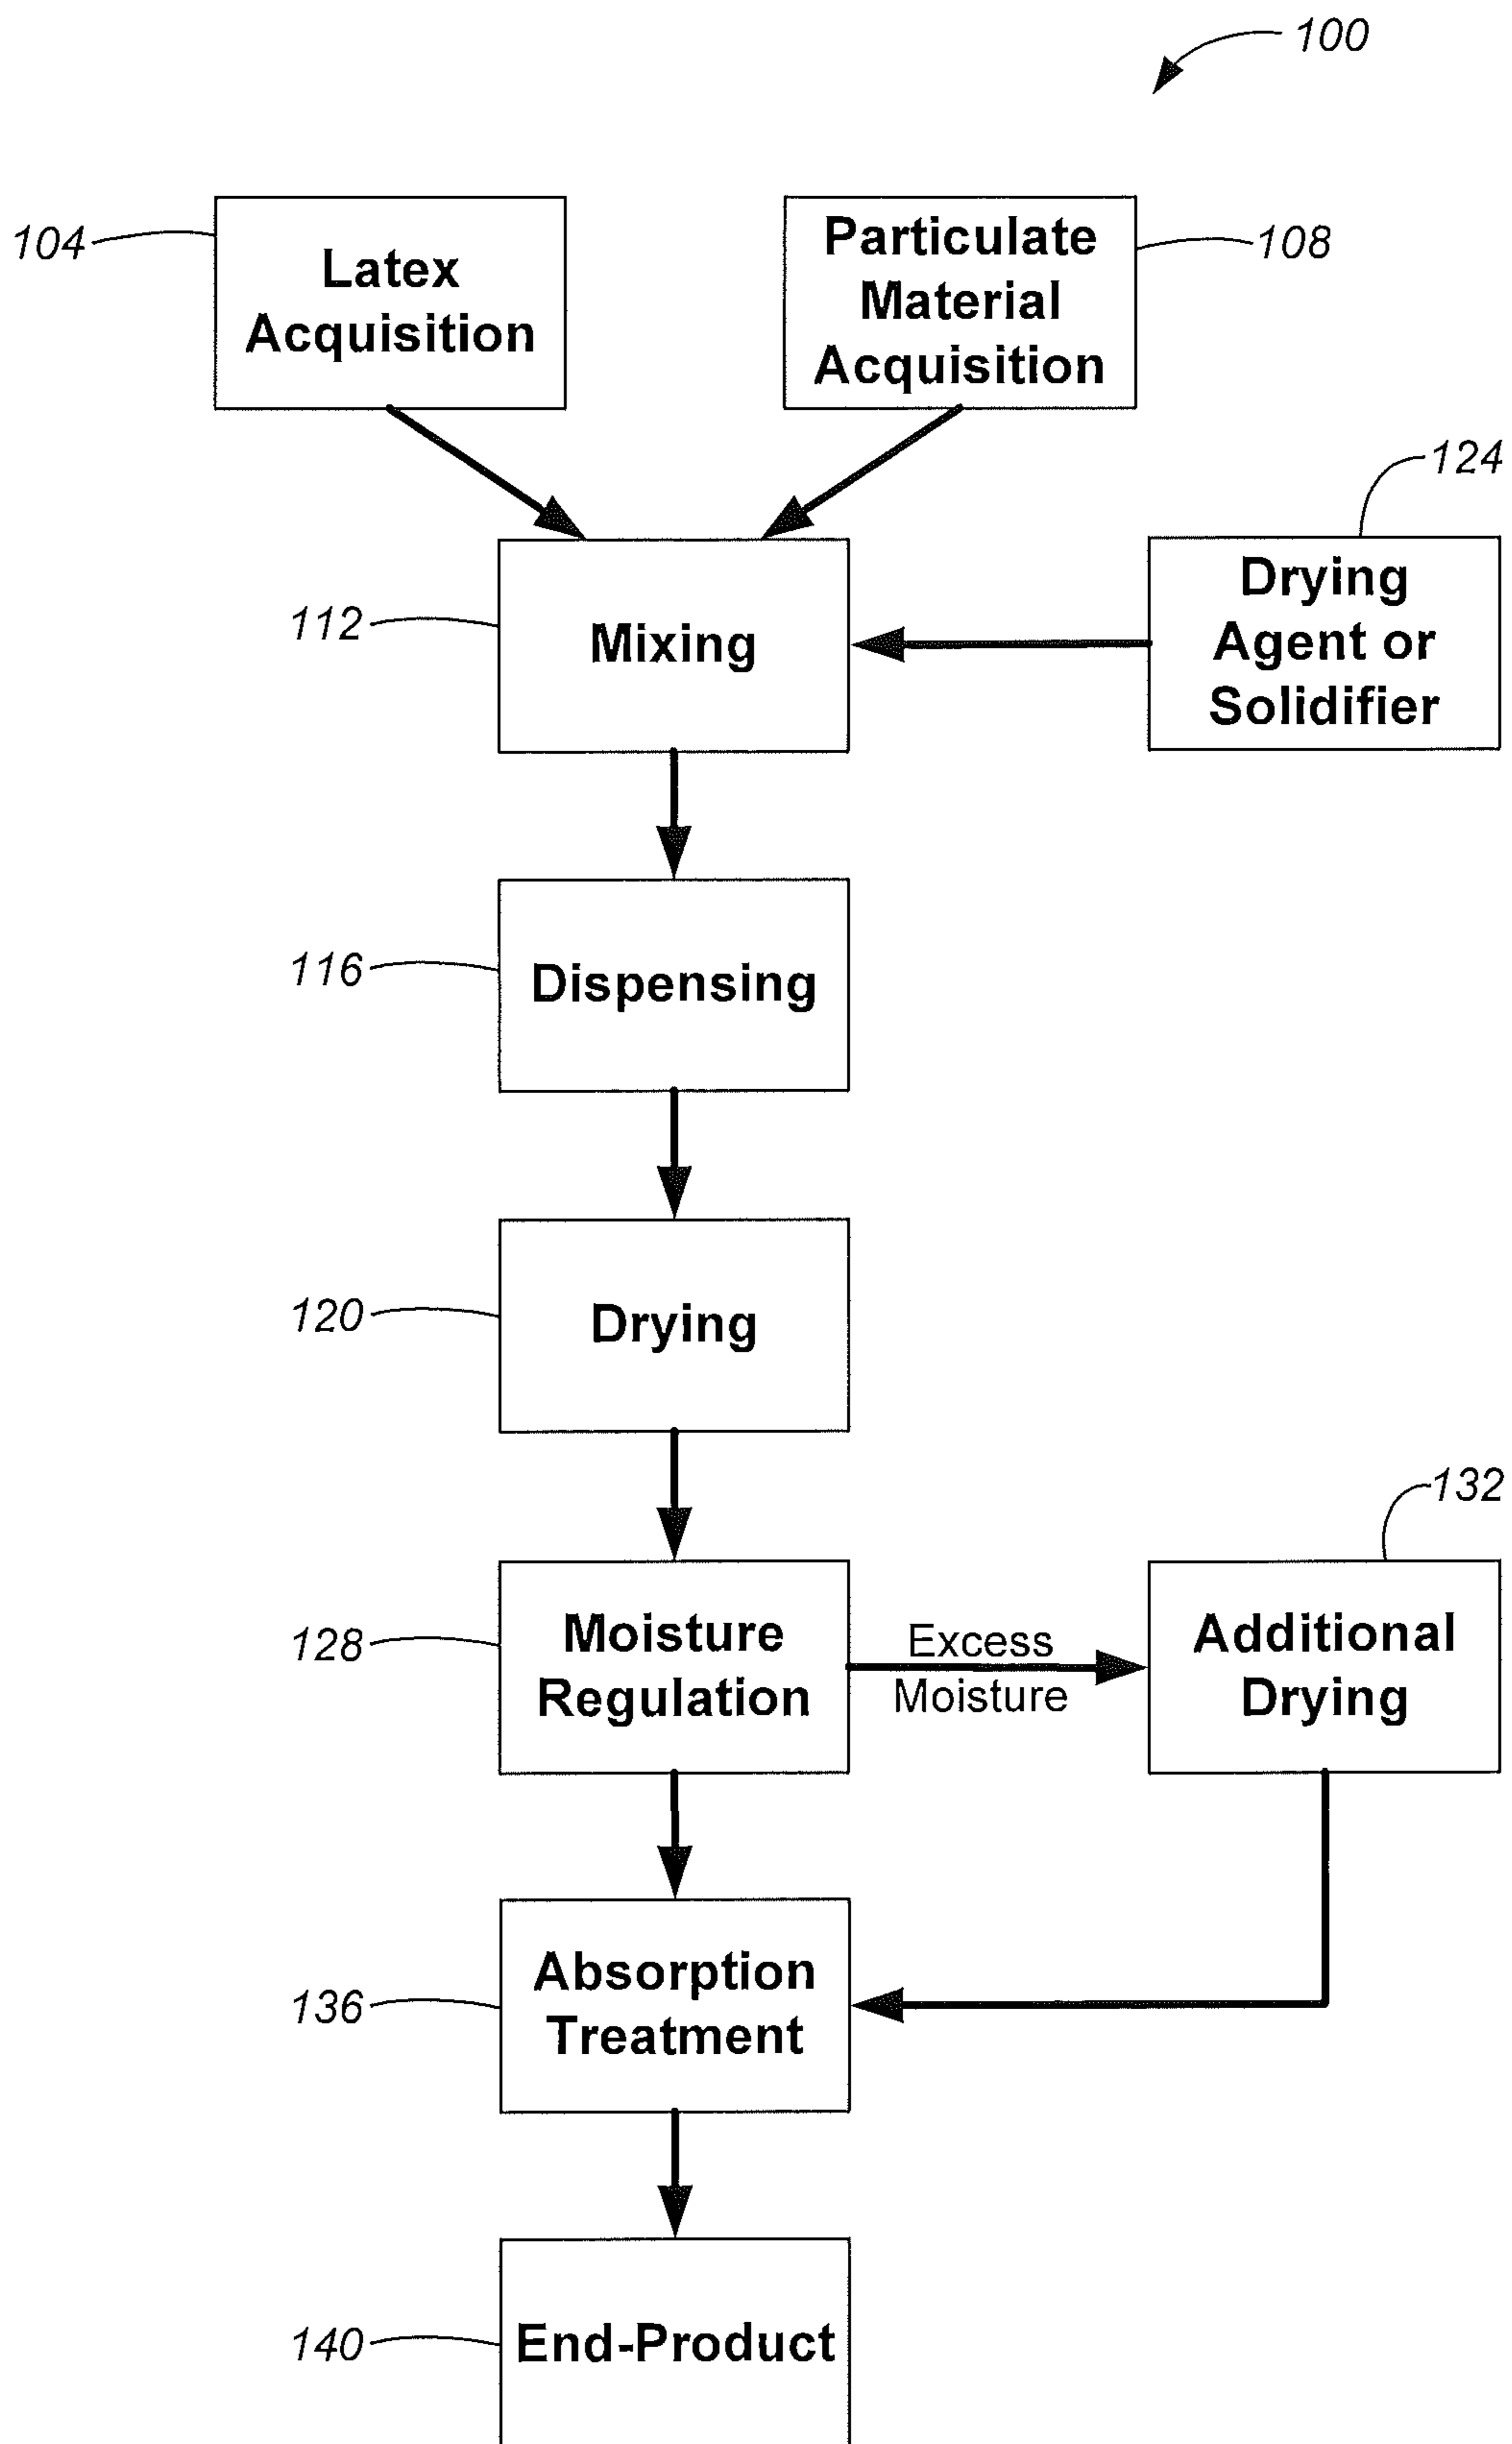 100
104
Latex
Acquisition
Particulate
Material
Acquisition
108
124
112
Mixing
Drying
Agent or
Solidifier
116
Dispensing
120
Drying
132
128
Moisture
Regulation
Excess
Moisture
Additional
Drying
136
Absorption
Treatment
140
End-Product